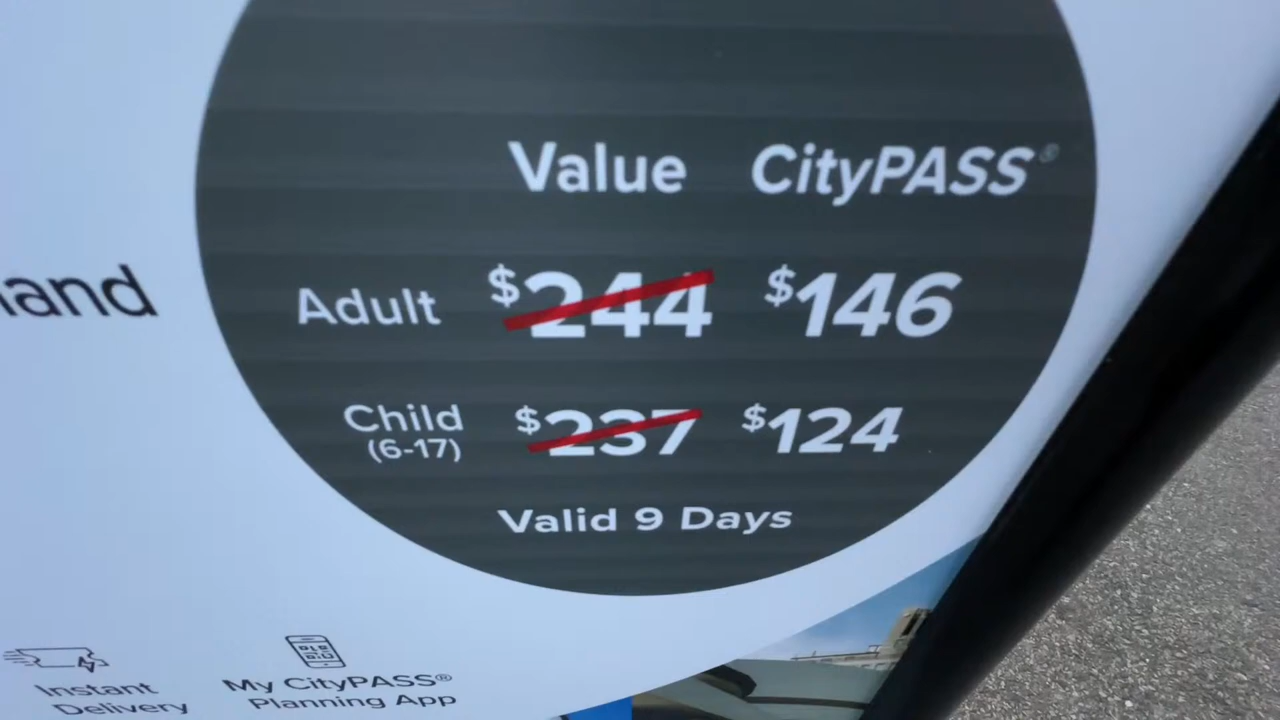 Value CityPASS®
Adult $244 $146
Child $237 $124
(6-17)
Valid 9 Days
Instant
Delivery
My CityPASS®
Planning App